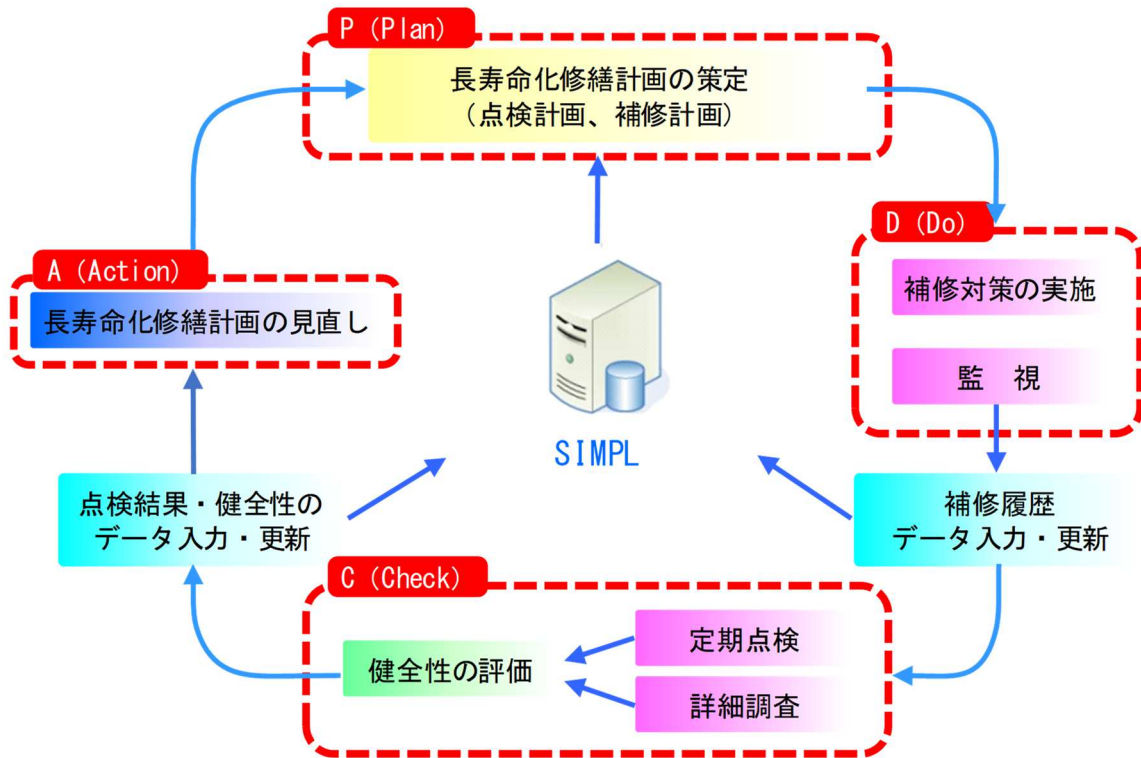 P (Plan)
長寿命化修繕計画の策定
(点検計画、補修計画)
D (Do)
補修対策の実施
監　視
A (Action)
長寿命化修繕計画の見直し
SIMPL
点検結果・健全性の
データ入力・更新
補修履歴
データ入力・更新
C (Check)
定期点検
健全性の評価
詳細調査